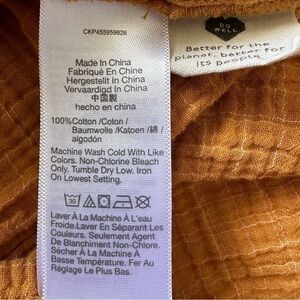 CKP455959826
Made In China
Fabriqué En Chine
Hergestellt In China
Vervaardigd In China
中国製
hecho en china
100%Cotton /Coton /
Baumwolle /Katoen /綿 /
algodón
Machine Wash Cold With Like
Colors. Non-Chlorine Bleach
Only. Tumble Dry Low. Iron
On Lowest Setting.
30
Laver À La Machine À L'eau
Froide.Laver En Séparant Les
Couleurs. Seulement Agent
De Blanchiment Non-Chlore.
Sécher À La Machine À
Basse Température. Fer Au
Réglage Le Plus Bas.
DO
WELL
Better for the
planet, better for
its people.